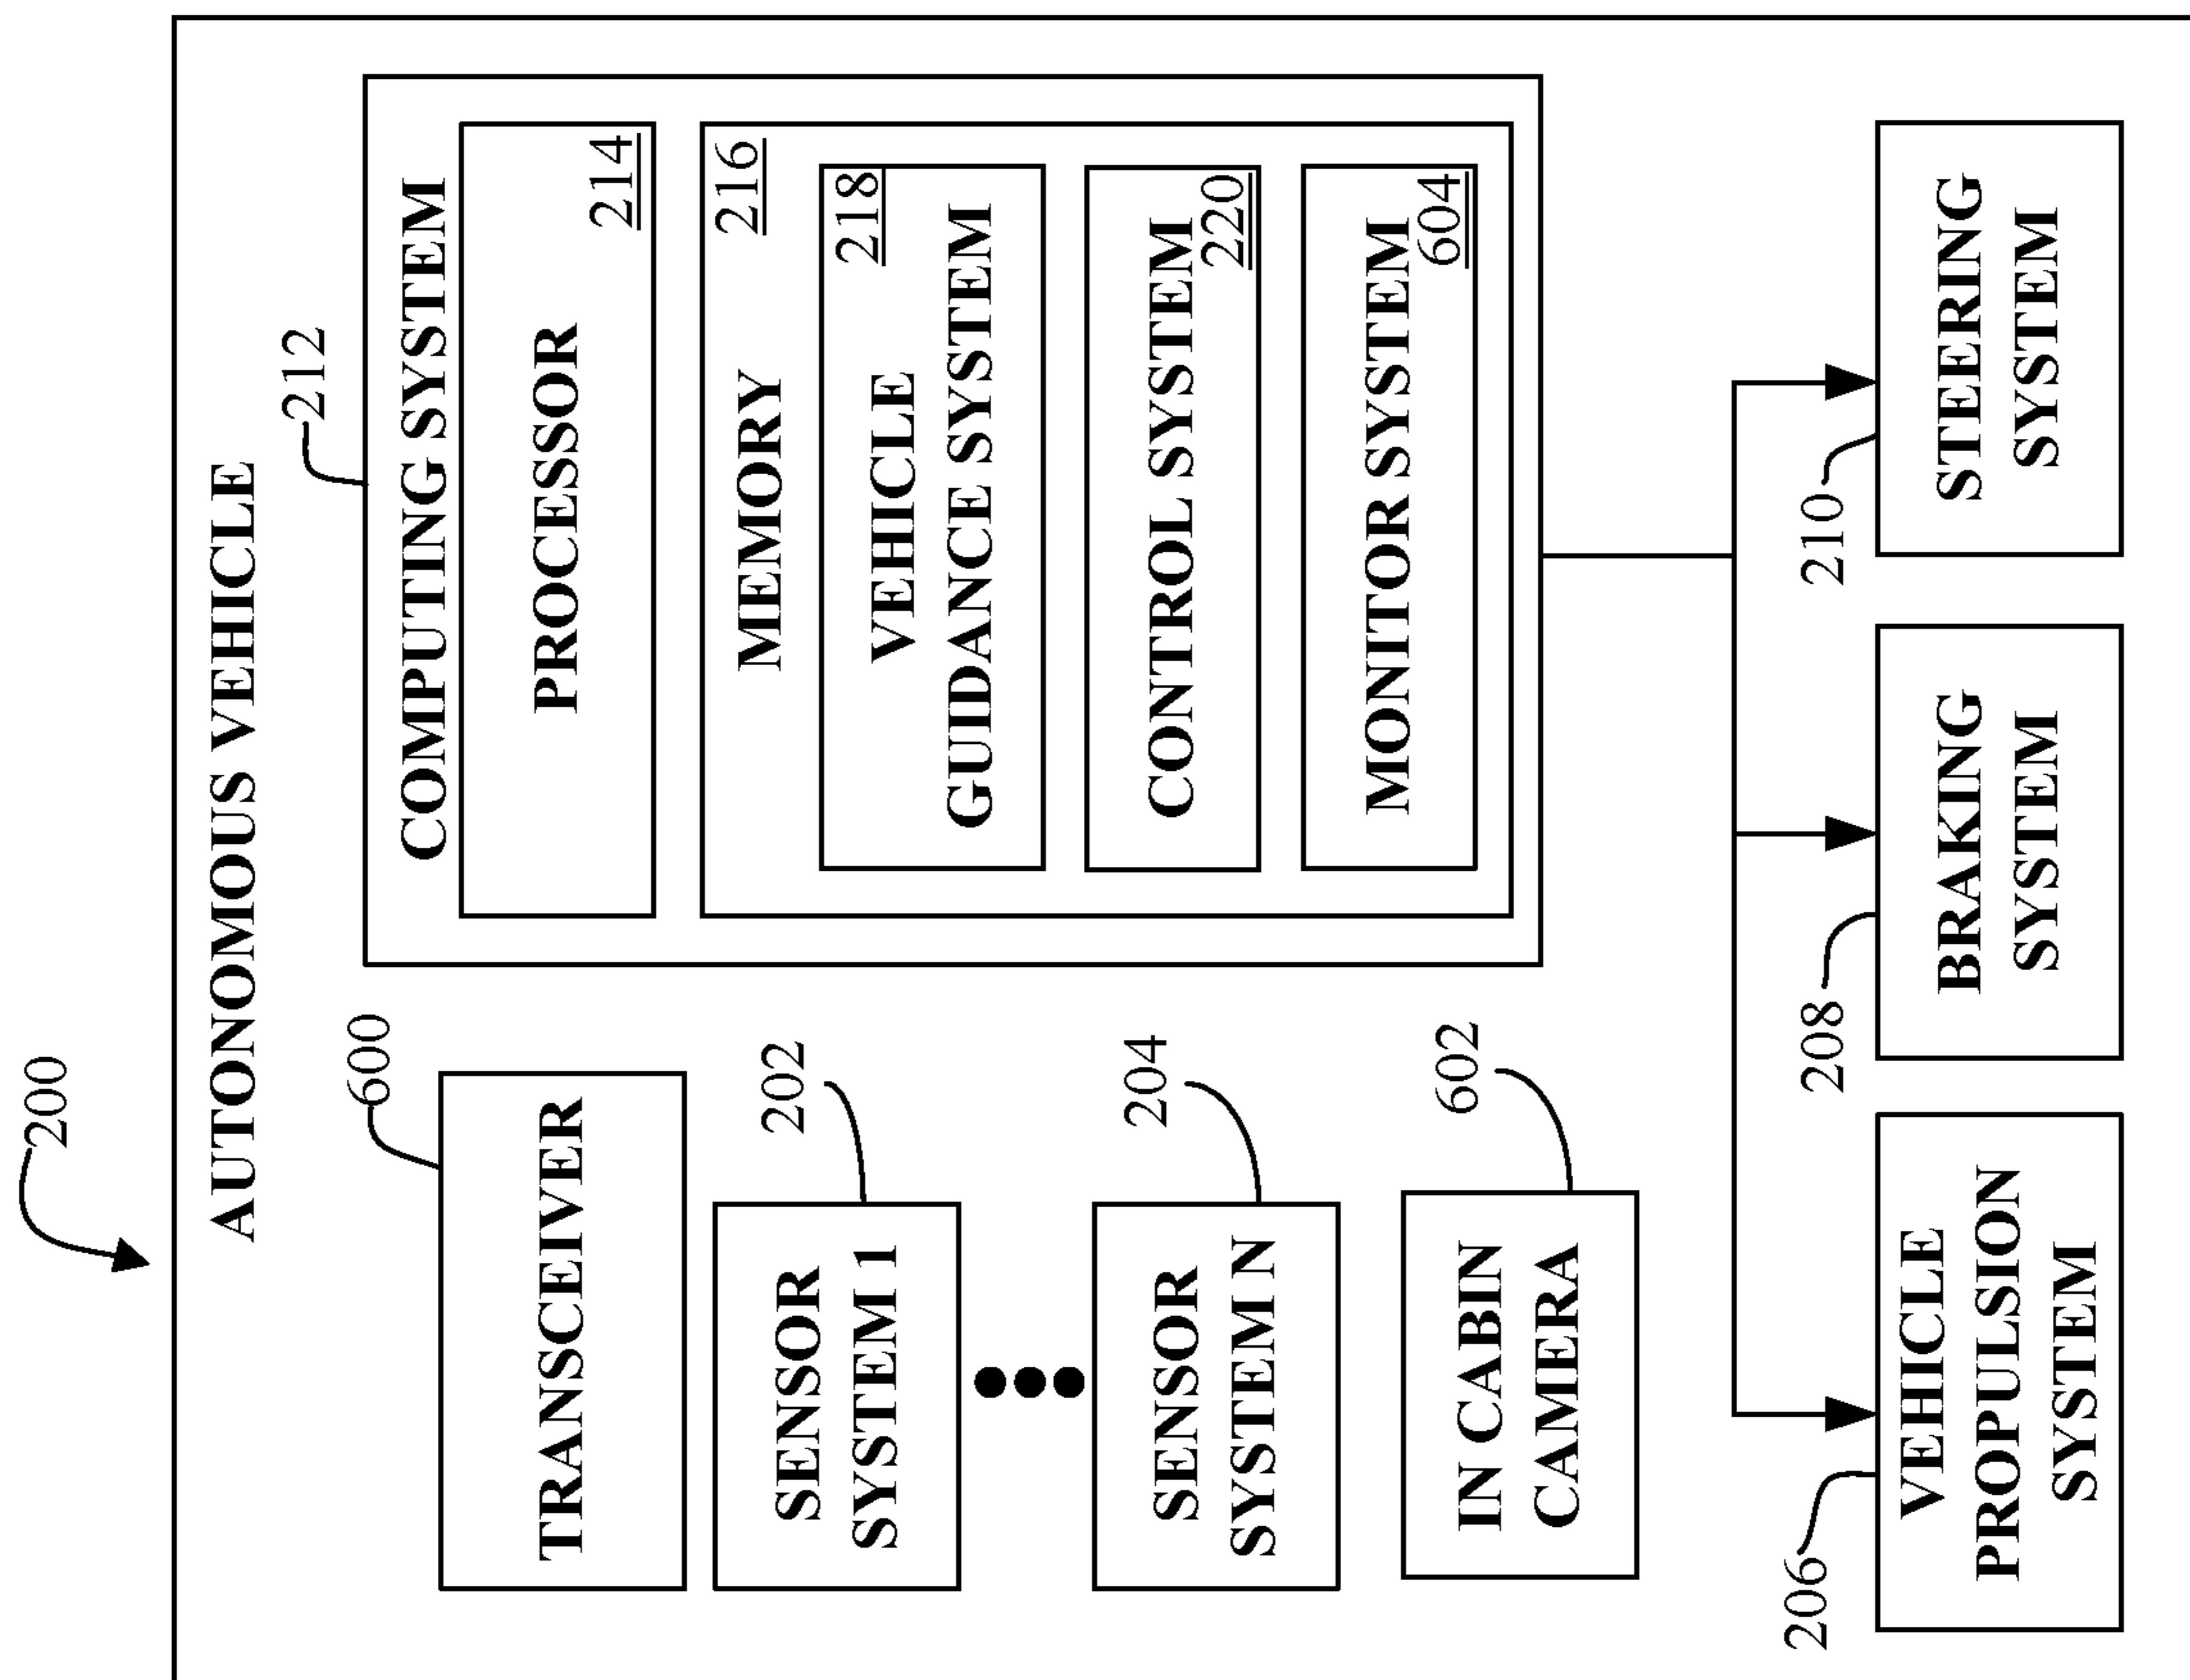 200
AUTONOMOUS VEHICLE
600
TRANSCEIVER
202
SENSOR
SYSTEM 1
204
SENSOR
SYSTEM N
602
IN CABIN
CAMERA
212
COMPUTING SYSTEM
PROCESSOR
214
MEMORY
216
VEHICLE
GUIDANCE SYSTEM
218
CONTROL SYSTEM
220
MONITOR SYSTEM
604
206
VEHICLE
PROPULSION
SYSTEM
208
BRAKING
SYSTEM
210
STEERING
SYSTEM